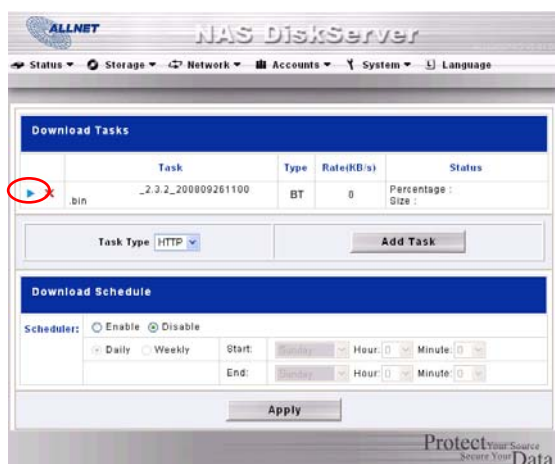 ALLNET
NAS DiskServer
Status Storage Network Accounts System Language
Download Tasks
Task Type Rate(KB/s) Status
_2.3.2_200809261100
.bin
BT 0
Percentage :
Size :
Task Type HTTP Add Task
Download Schedule
Scheduler: Enable Disable
Daily Weekly Start: Sunday Hour: 0 Minute: 0
End: Sunday Hour: 0 Minute: 0
Apply
Protect Your Source
Secure Your Data